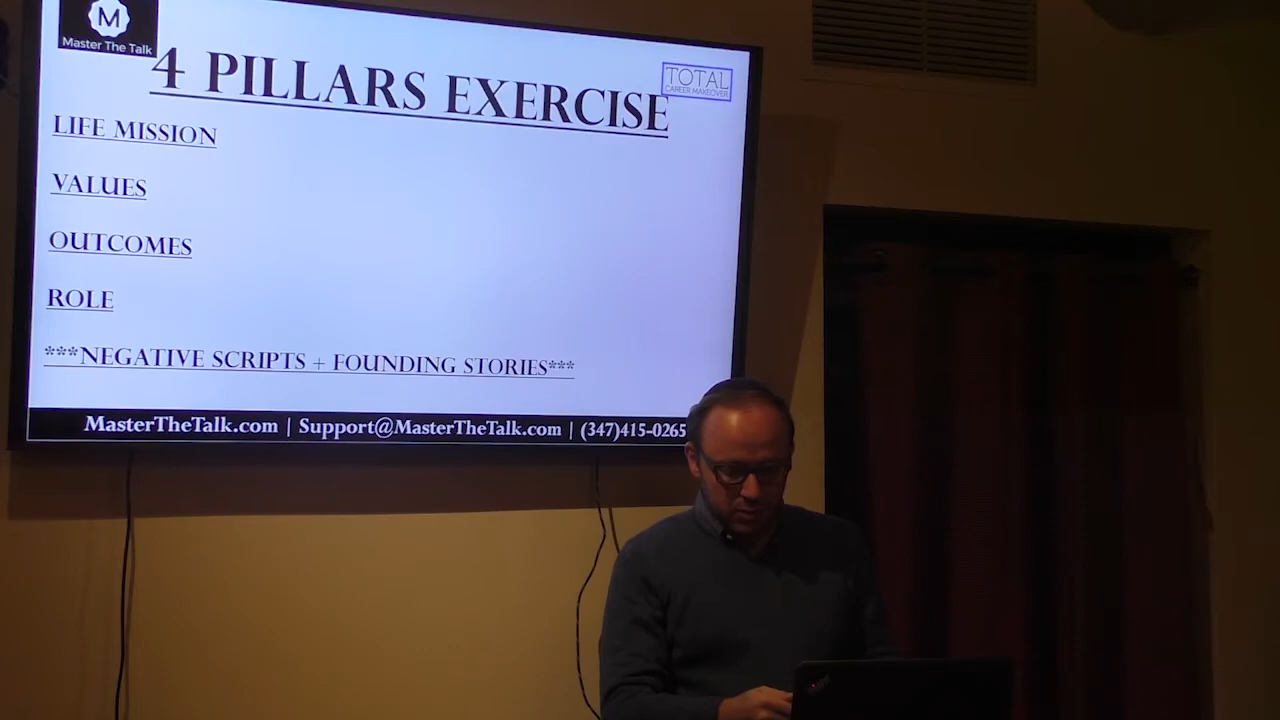 M
Master The Talk
4 PILLARS EXERCISE
TOTAL
CAREER MAKEOVER
LIFE MISSION
VALUES
OUTCOMES
ROLE
***NEGATIVE SCRIPTS + FOUNDING STORIES***
MasterTheTalk.com | Support@MasterTheTalk.com | (347)415-0265